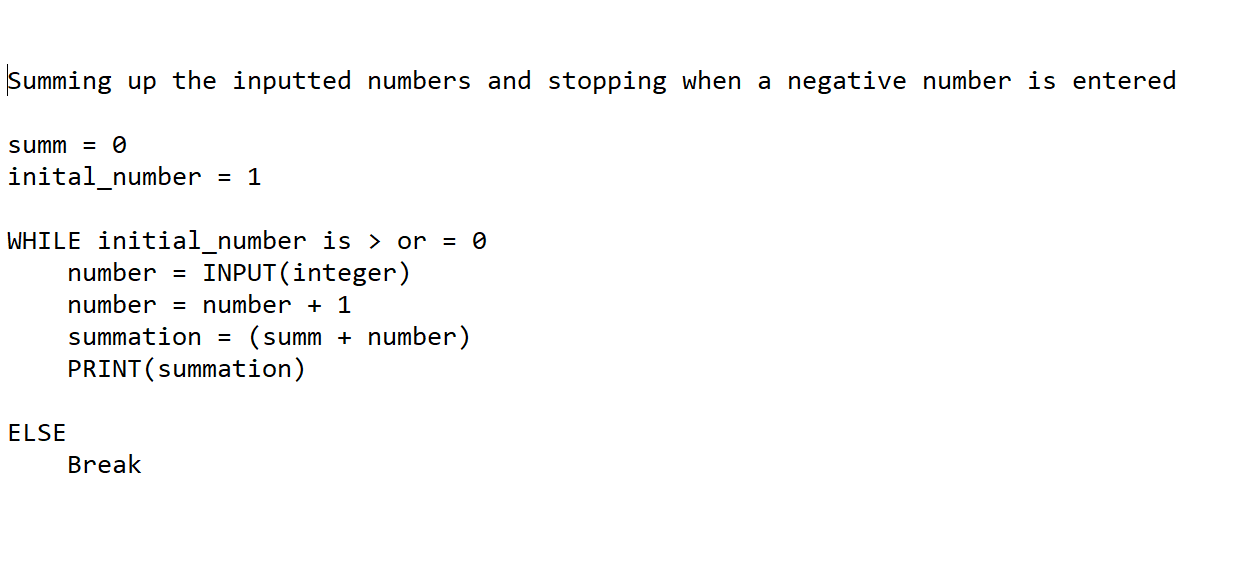 Summing up the inputted numbers and stopping when a negative number is entered
summ = 0
inital_number = 1
WHILE initial_number is > or = 0
    number = INPUT(integer)
    number = number + 1
    summation = (summ + number)
    PRINT(summation)
ELSE
    Break